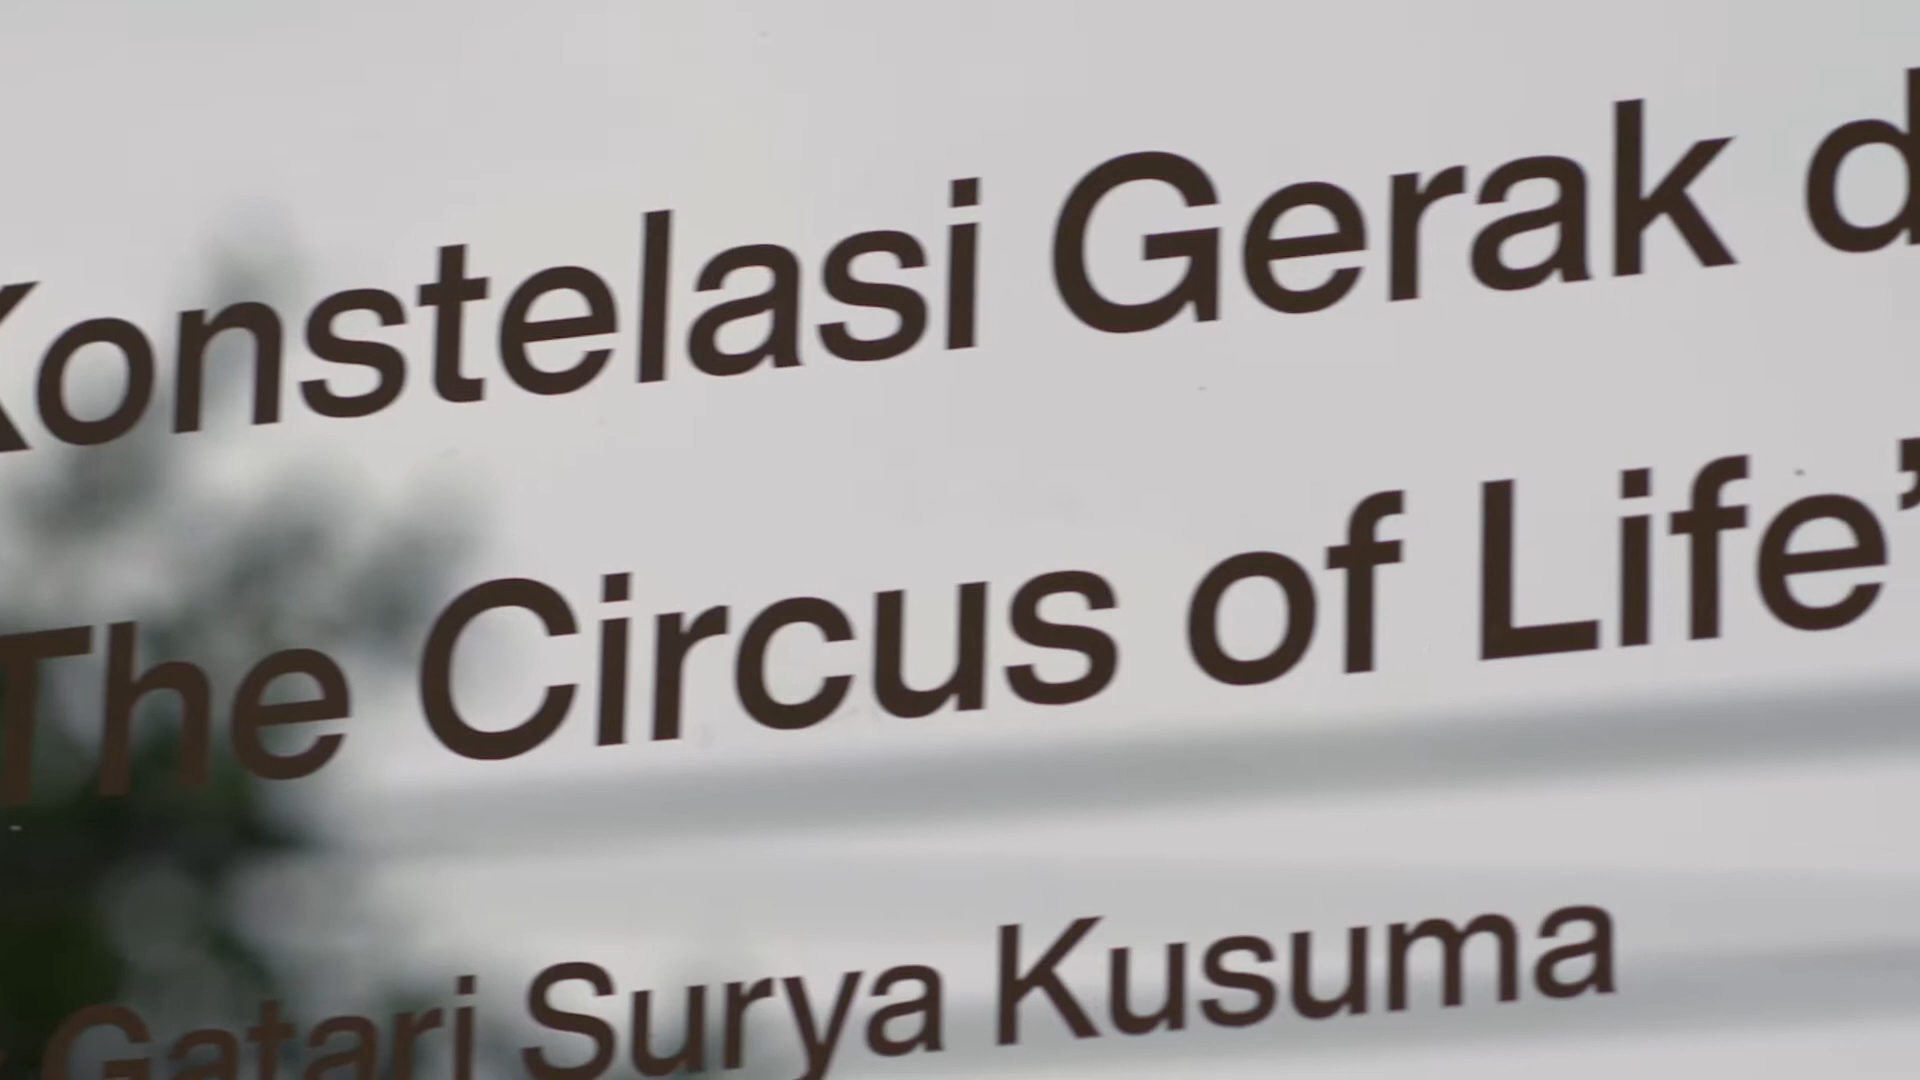 Konstelasi Gerak d
The Circus of Life’
Gatari Surya Kusuma